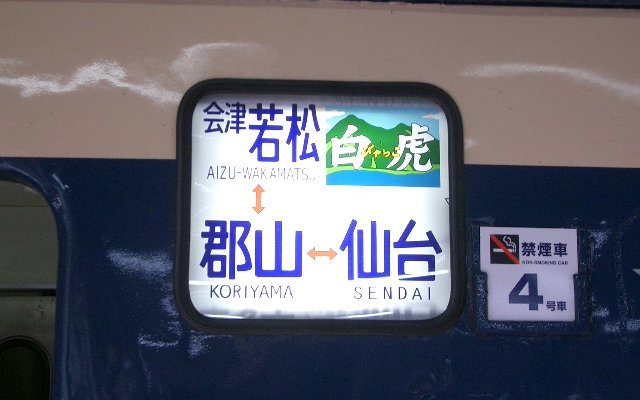 会津若松
AIZU-WAKAMATSU
白虎
びゃっこ
郡山 ↔ 仙台
KORIYAMA SENDAI
禁煙車
NON-SMOKING CAR
4号車